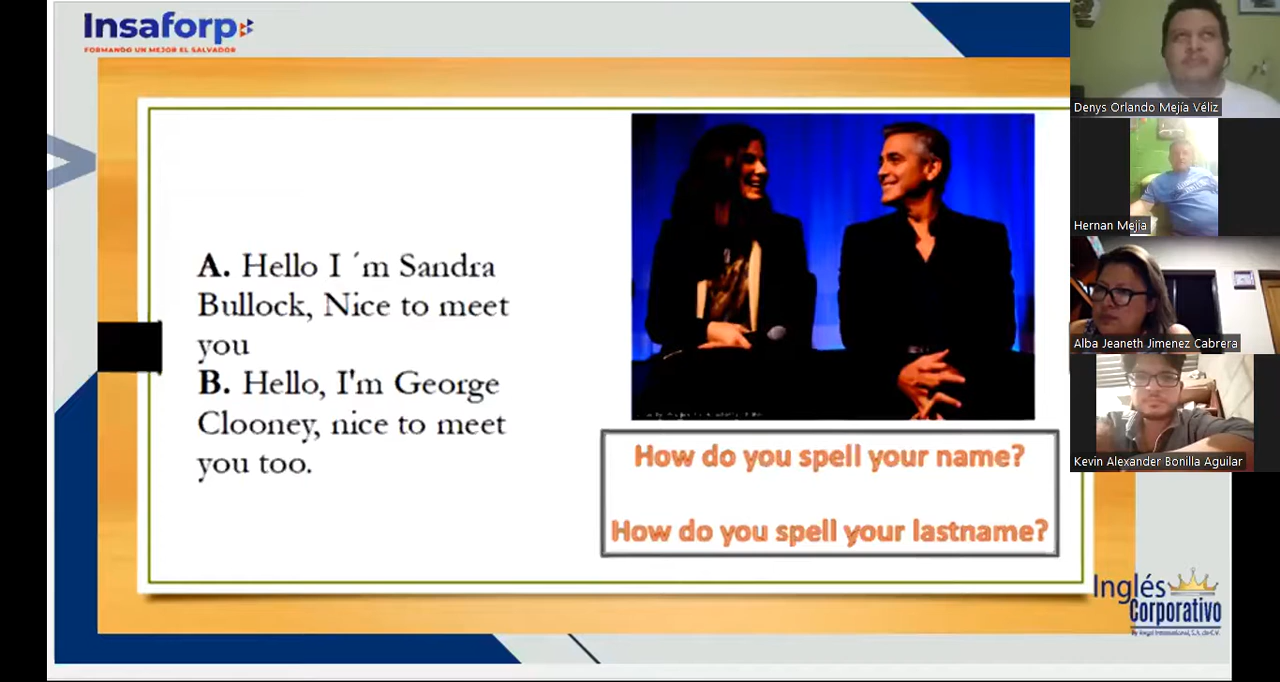 Insaforp
FORMANDO UN MEJOR EL SALVADOR
A. Hello I ´m Sandra
Bullock, Nice to meet
you
B. Hello, I'm George
Clooney, nice to meet
you too.
How do you spell your name?
How do you spell your lastname?
Inglés
Corporativo
Denys Orlando Mejía Véliz
Hernan Mejía
Alba Jeaneth Jimenez Cabrera
Kevin Alexander Bonilla Aguilar